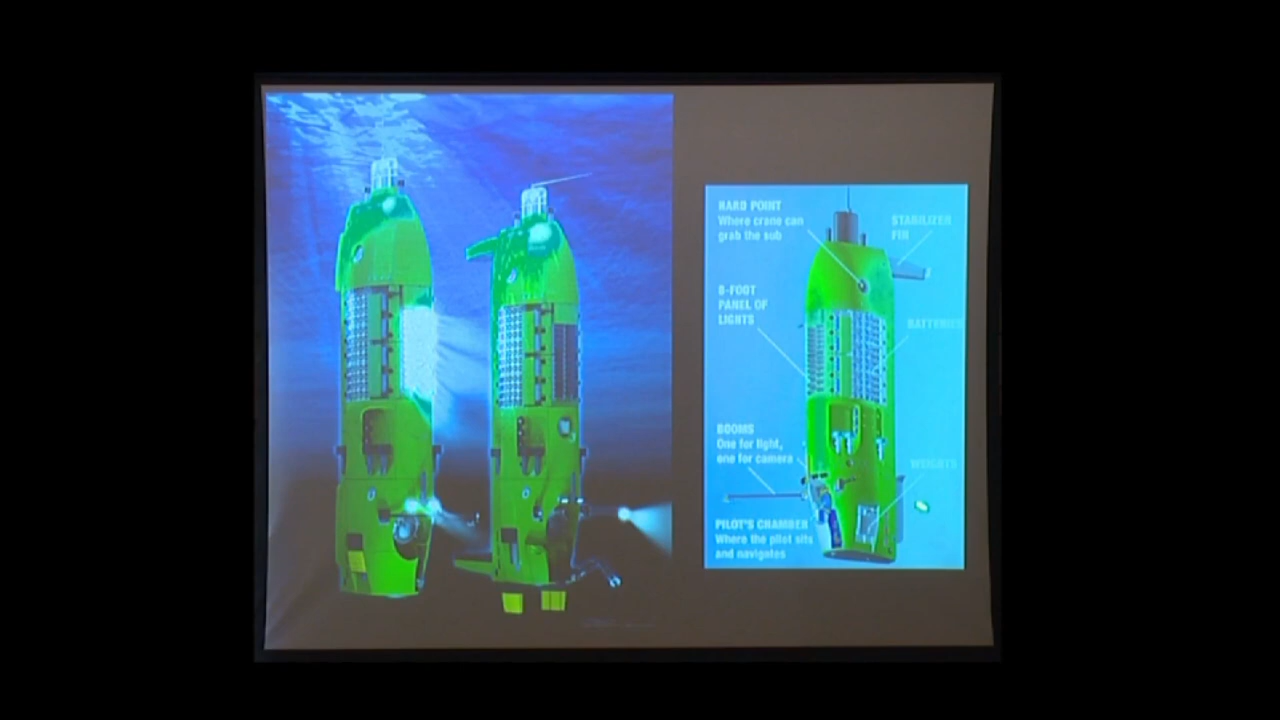 HARD POINT
Where crane can
grab the sub
STABILIZER
FIN
8-FOOT
PANEL OF
LIGHTS
BATTERIES
BOOMS
One for light,
one for camera
WEIGHTS
PILOT'S CHAMBER
Where the pilot sits
and navigates